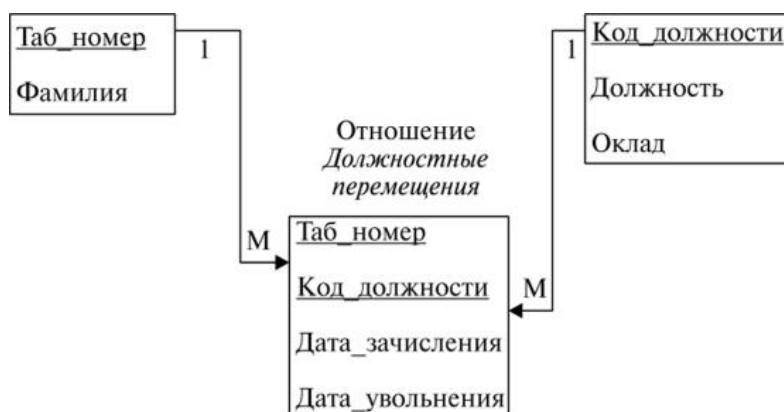 Таб_номер
Фамилия
1
Код_должности
Должность
Оклад
1
Отношение
Должностные
перемещения
Таб_номер
Код_должности
Дата_зачисления
Дата_увольнения
М
М